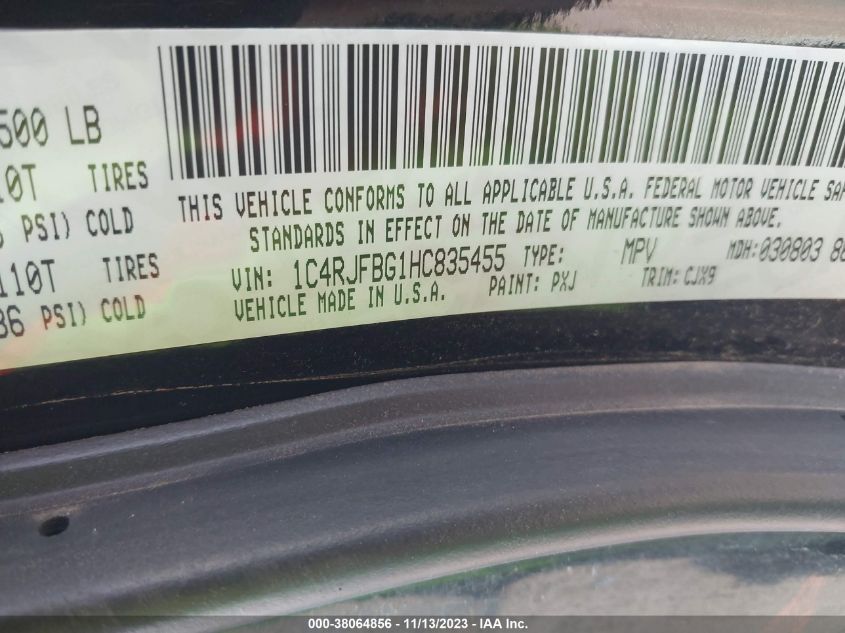 500 LB
10T TIRES
PSI) COLD
110T TIRES
36 PSI) COLD
THIS VEHICLE CONFORMS TO ALL APPLICABLE U.S.A. FEDERAL MOTOR VEHICLE SAF
STANDARDS IN EFFECT ON THE DATE OF MANUFACTURE SHOWN ABOVE.
VIN: 1C4RJFBG1HC835455 TYPE: MPV MDH:030803 88
VEHICLE MADE IN U.S.A. PAINT: PXJ TRIM: CJX9
000-38064856 - 11/13/2023 - IAA Inc.